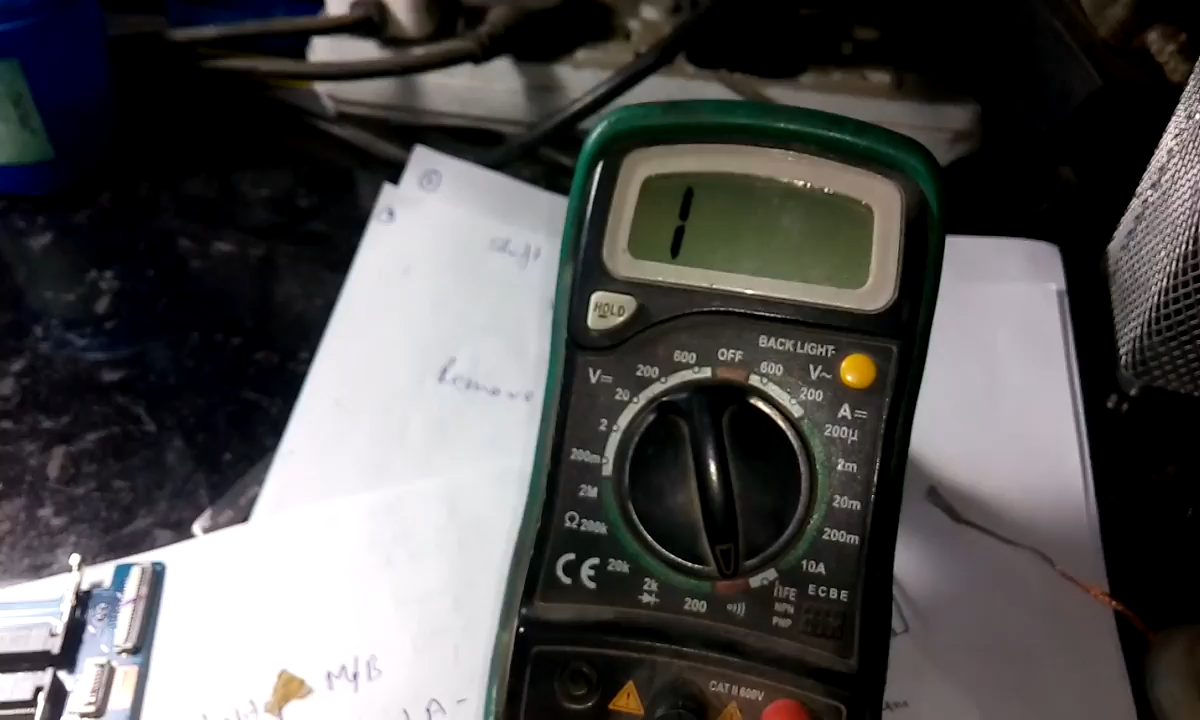 1
HOLD
BACK LIGHT
V= 200 600 OFF 600 V~
20 200
A=
2 200µ
200m 2m
2M 20m
Ω 200k 200m
CE 20k 10A
2k 200 •))) hFE ECBE
NPN
PNP
CAT II 600V
Remove
M/B